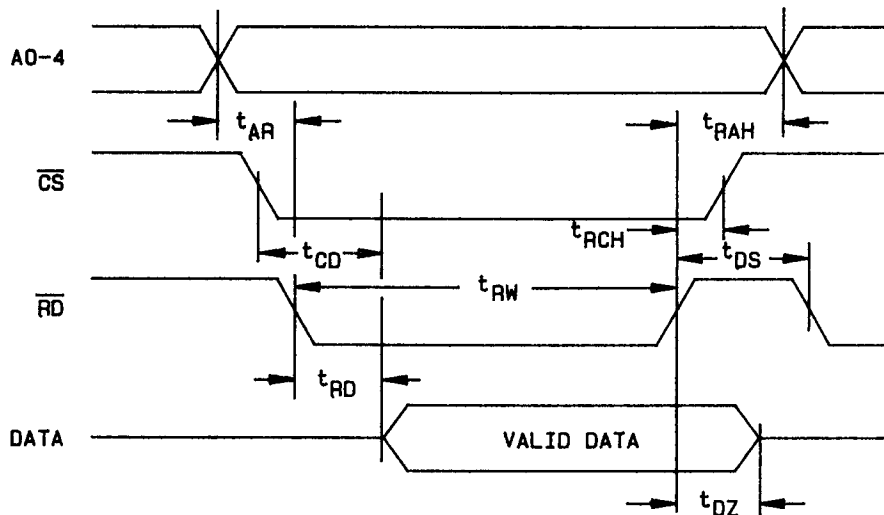 A0-4
tAR
tRAH
CS
tRCH
tCD
tDS
RD
tRW
tRD
DATA
VALID DATA
tDZ